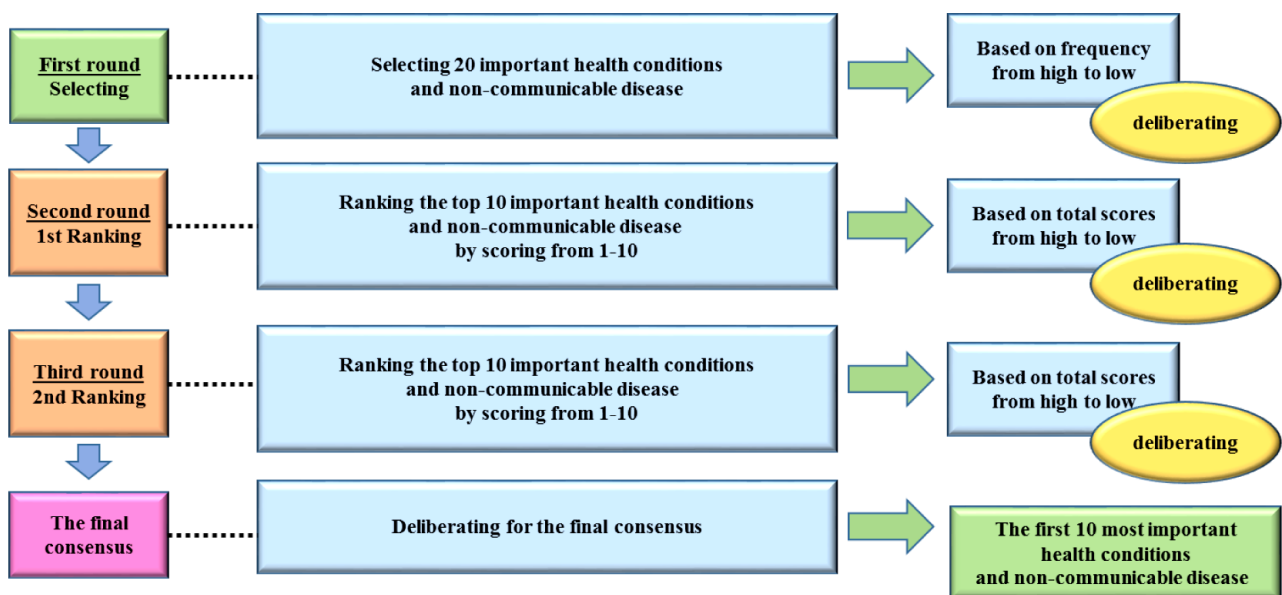 First round
Selecting
Selecting 20 important health conditions
and non-communicable disease
Based on frequency
from high to low
deliberating
Second round
1st Ranking
Ranking the top 10 important health conditions
and non-communicable disease
by scoring from 1-10
Based on total scores
from high to low
deliberating
Third round
2nd Ranking
Ranking the top 10 important health conditions
and non-communicable disease
by scoring from 1-10
Based on total scores
from high to low
deliberating
The final
consensus
Deliberating for the final consensus
The first 10 most important
health conditions
and non-communicable disease